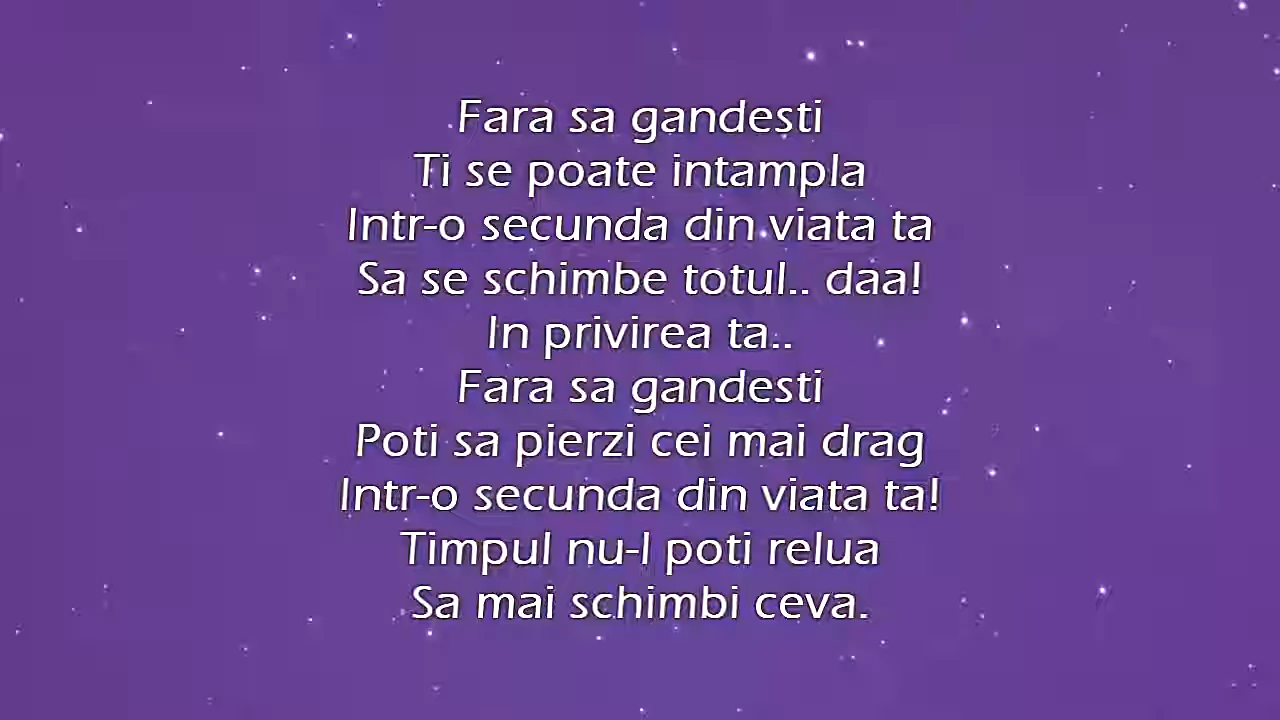 Fara sa gandesti
Ti se poate intampla
Intr-o secunda din viata ta
Sa se schimbe totul.. daa!
In privirea ta..
Fara sa gandesti
Poti sa pierzi cei mai drag
Intr-o secunda din viata ta!
Timpul nu-l poti relua
Sa mai schimbi ceva.